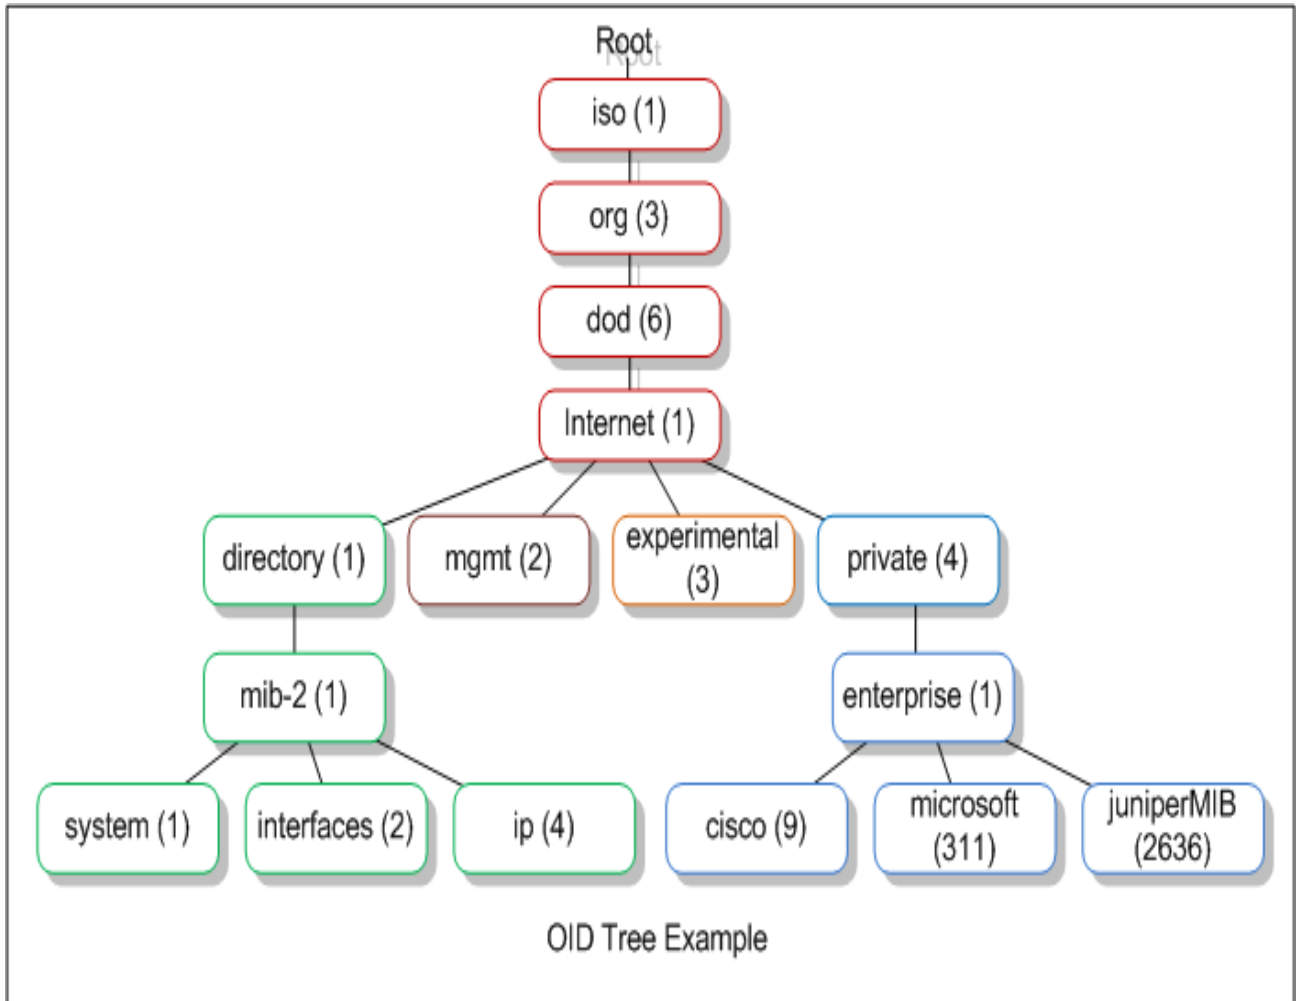 Root
iso (1)
org (3)
dod (6)
Internet (1)
directory (1)
mgmt (2)
experimental
(3)
private (4)
mib-2 (1)
enterprise (1)
system (1)
interfaces (2)
ip (4)
cisco (9)
microsoft
(311)
juniperMIB
(2636)
OID Tree Example